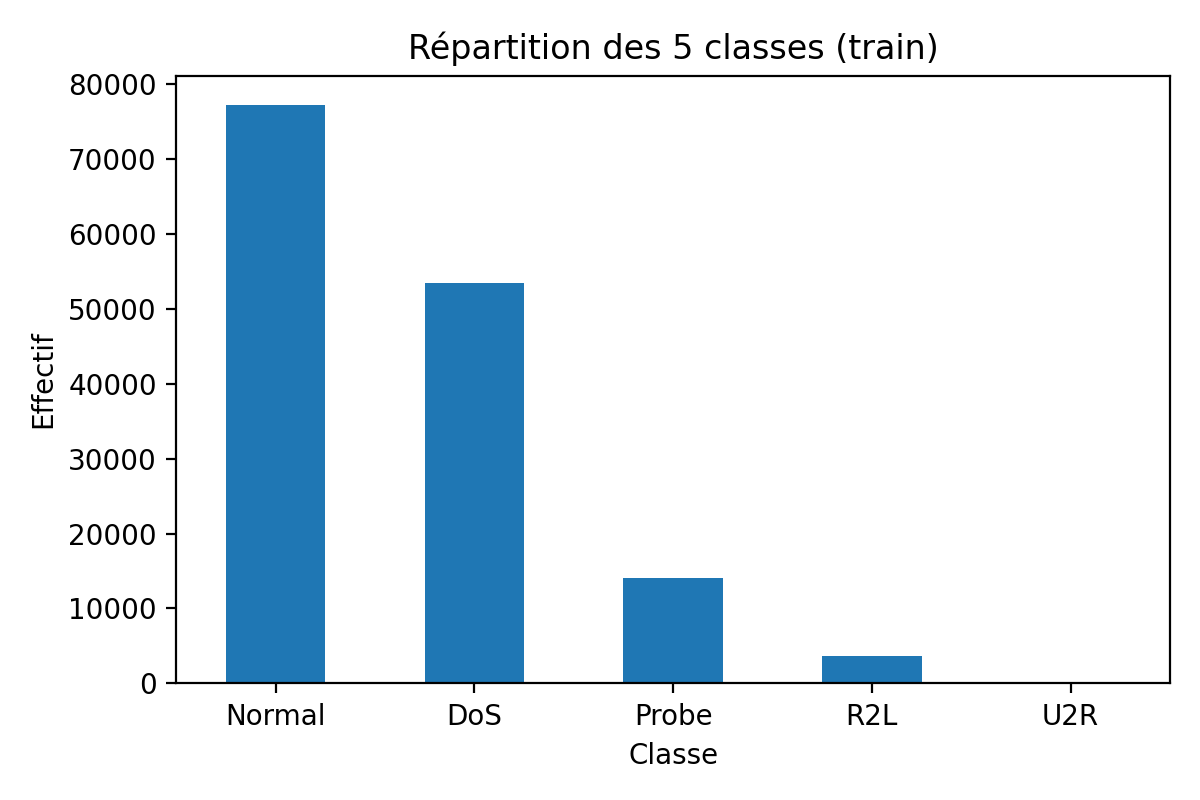 Répartition des 5 classes (train)
80000
70000
60000
50000
40000
30000
20000
10000
0
Effectif
Normal DoS Probe R2L U2R
Classe